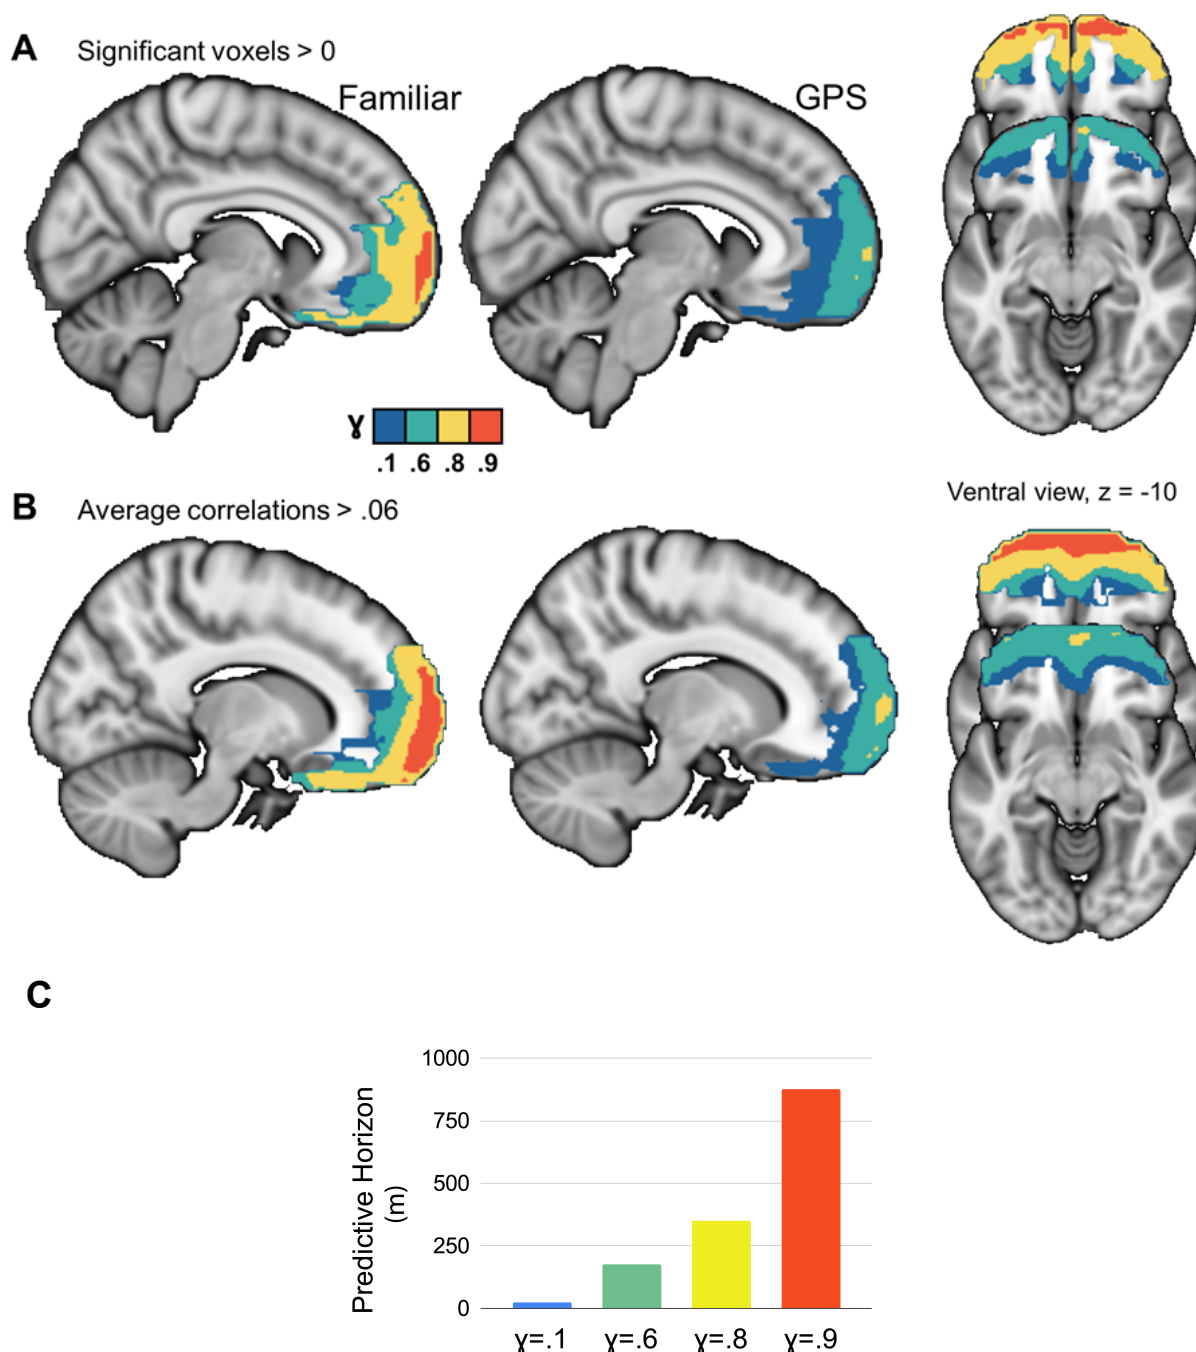 A
Significant voxels > 0
Familiar
GPS
ɣ
.1 .6 .8 .9
B
Average correlations > .06
Ventral view, z = -10
C
Predictive Horizon
(m)
1000
750
500
250
0
ɣ=.1 ɣ=.6 ɣ=.8 ɣ=.9